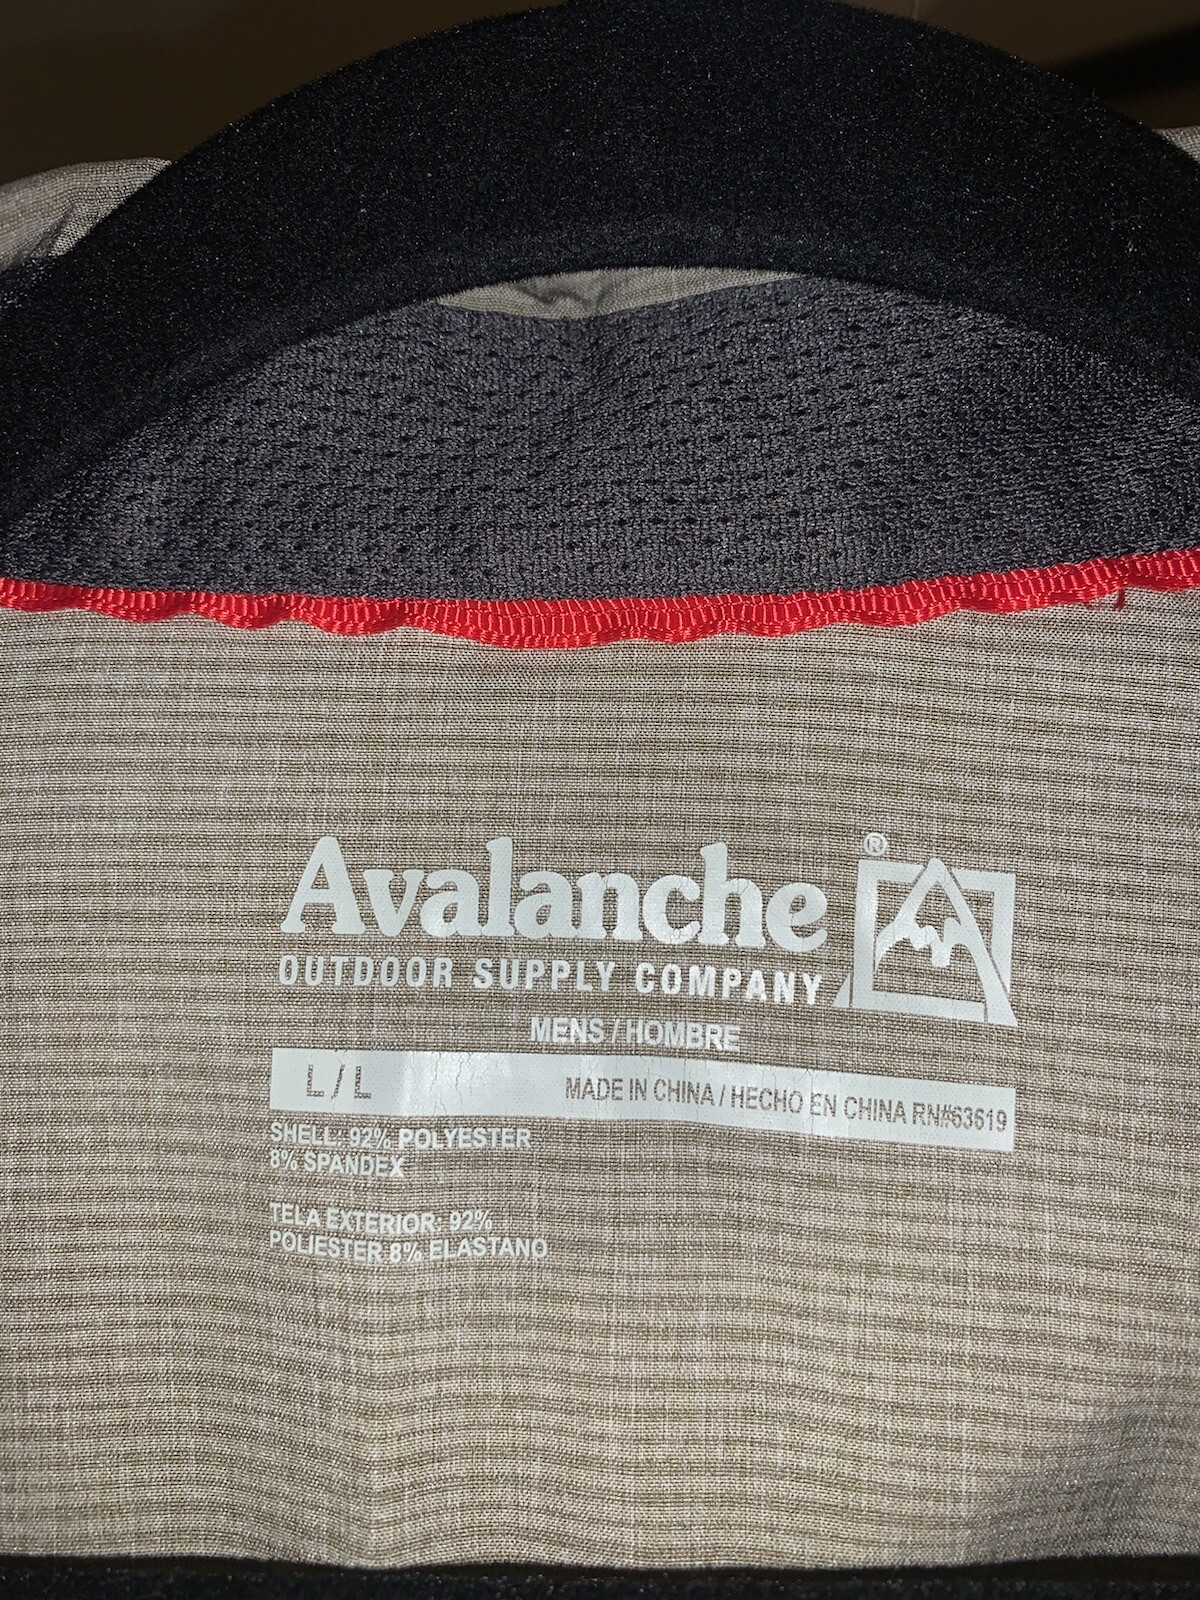 Avalanche ®
OUTDOOR SUPPLY COMPANY
MENS / HOMBRE
L / L MADE IN CHINA / HECHO EN CHINA RN#63619
SHELL: 92% POLYESTER
8% SPANDEX
TELA EXTERIOR: 92%
POLIESTER 8% ELASTANO